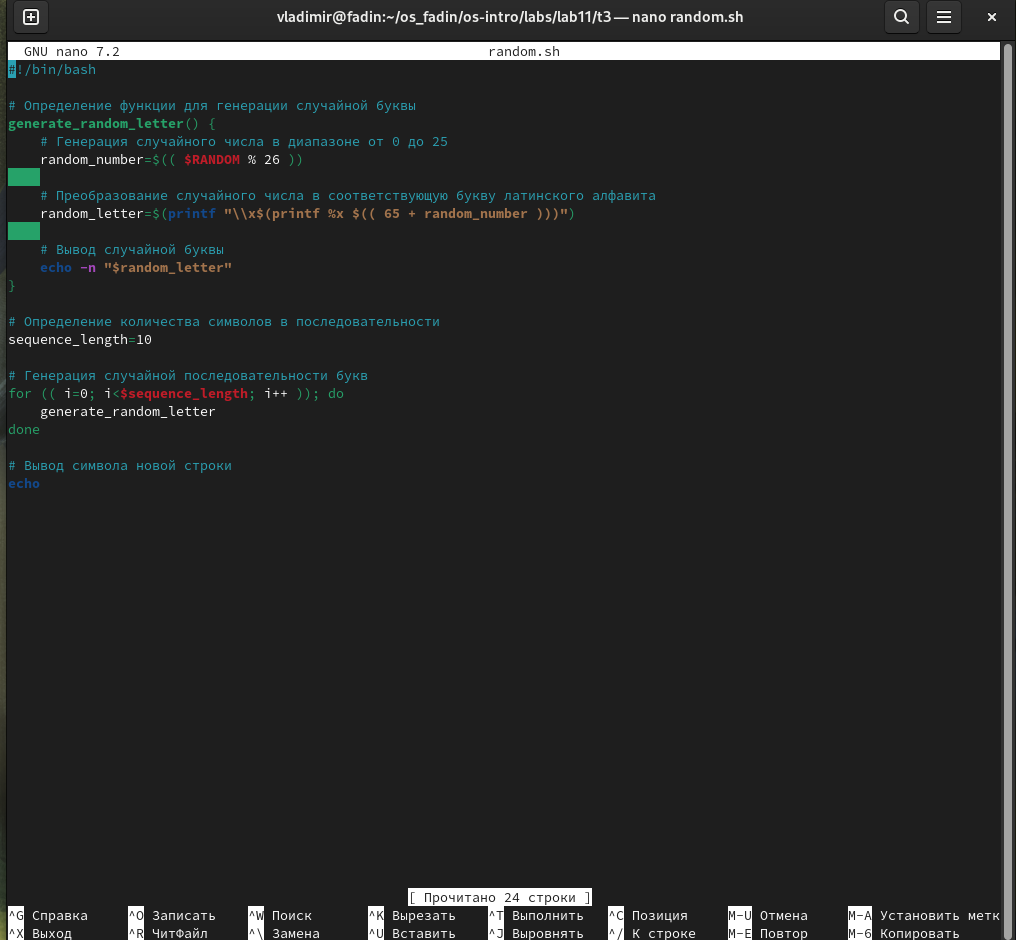 vladimir@fadin:~/os_fadin/os-intro/labs/lab11/t3 — nano random.sh
GNU nano 7.2 random.sh
#!/bin/bash
# Определение функции для генерации случайной буквы
generate_random_letter() {
    # Генерация случайного числа в диапазоне от 0 до 25
    random_number=$(( $RANDOM % 26 ))
    # Преобразование случайного числа в соответствующую букву латинского алфавита
    random_letter=$(printf "\\x$(printf %x $(( 65 + random_number )))")
    # Вывод случайной буквы
    echo -n "$random_letter"
}
# Определение количества символов в последовательности
sequence_length=10
# Генерация случайной последовательности букв
for (( i=0; i<$sequence_length; i++ )); do
    generate_random_letter
done
# Вывод символа новой строки
echo
[ Прочитано 24 строки ]
^G Справка ^O Записать ^W Поиск ^K Вырезать ^T Выполнить ^C Позиция M-U Отмена M-A Установить метк
^X Выход ^R ЧитФайл ^\ Замена ^U Вставить ^J Выровнять ^/ К строке M-E Повтор M-6 Копировать